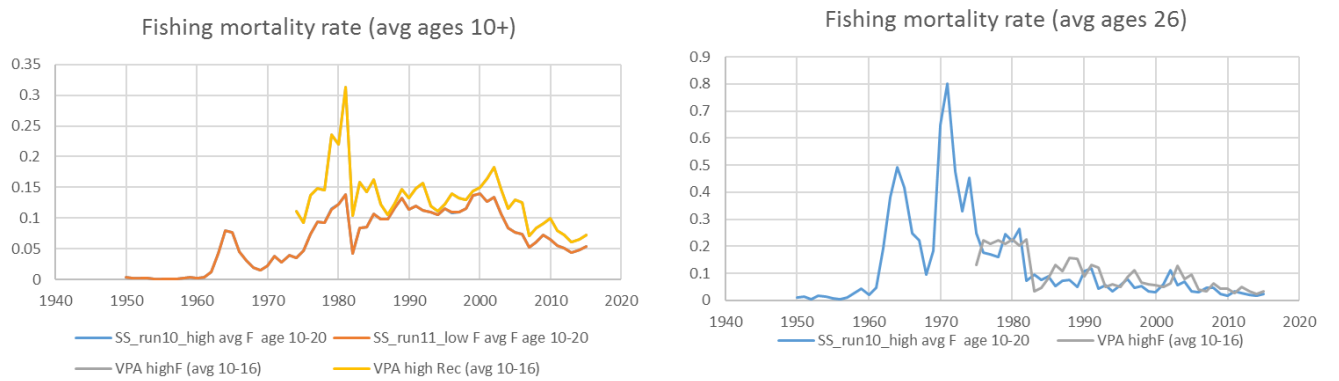 Fishing mortality rate (avg ages 10+)
0.35
0.3
0.25
0.2
0.15
0.1
0.05
0
1940 1950 1960 1970 1980 1990 2000 2010 2020
SS_run10_high avg F age 10-20 SS_run11_low F avg F age 10-20
VPA highF (avg 10-16) VPA high Rec (avg 10-16)
Fishing mortality rate (avg ages 26)
0.9
0.8
0.7
0.6
0.5
0.4
0.3
0.2
0.1
0
1940 1950 1960 1970 1980 1990 2000 2010 2020
SS_run10_high avg F age 10-20 VPA highF (avg 10-16)